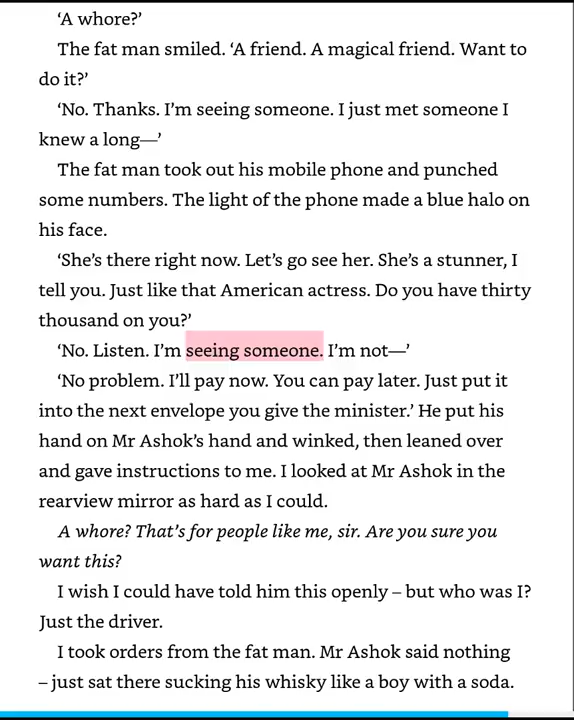 ‘A whore?’
The fat man smiled. ‘A friend. A magical friend. Want to
do it?’
‘No. Thanks. I’m seeing someone. I just met someone I
knew a long—’
The fat man took out his mobile phone and punched
some numbers. The light of the phone made a blue halo on
his face.
‘She’s there right now. Let’s go see her. She’s a stunner, I
tell you. Just like that American actress. Do you have thirty
thousand on you?’
‘No. Listen. I’m seeing someone. I’m not—’
‘No problem. I’ll pay now. You can pay later. Just put it
into the next envelope you give the minister.’ He put his
hand on Mr Ashok’s hand and winked, then leaned over
and gave instructions to me. I looked at Mr Ashok in the
rearview mirror as hard as I could.
A whore? That’s for people like me, sir. Are you sure you
want this?
I wish I could have told him this openly – but who was I?
Just the driver.
I took orders from the fat man. Mr Ashok said nothing
– just sat there sucking his whisky like a boy with a soda.